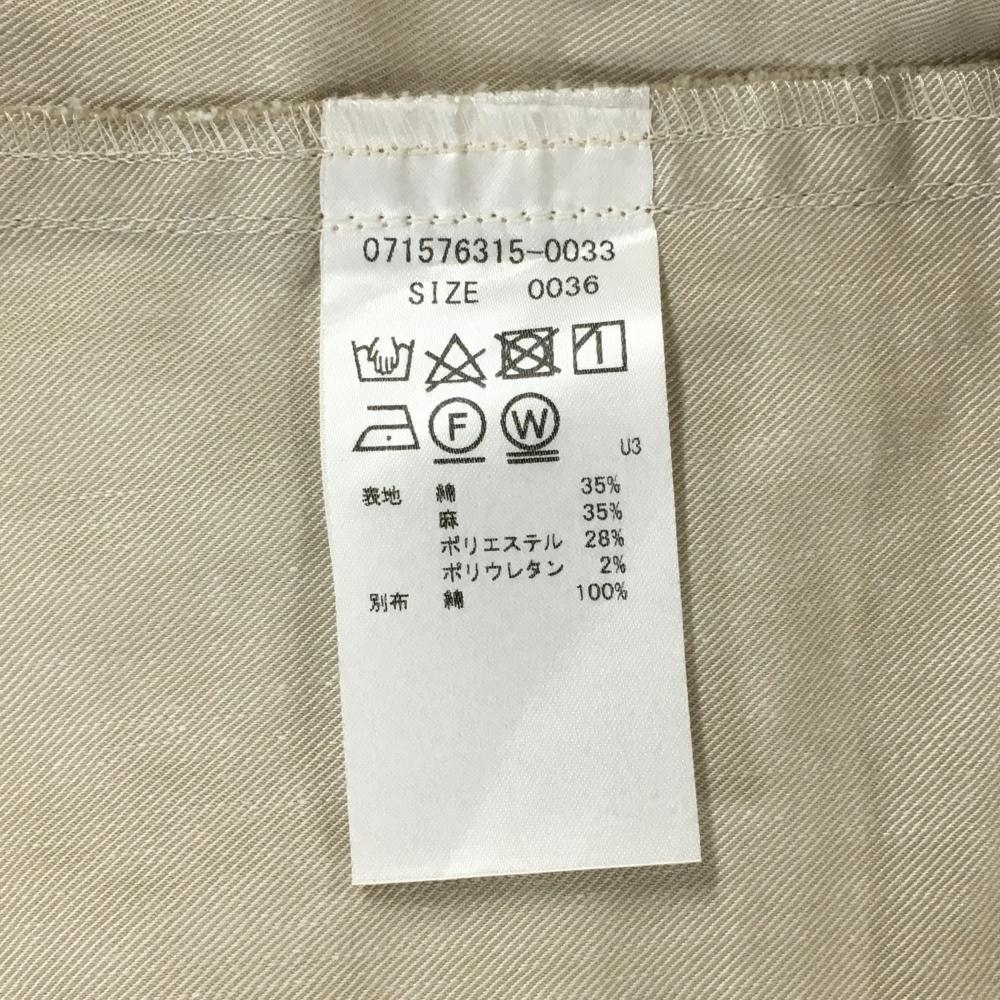 071576315-0033
SIZE 0036
F W
U3
表地 綿 35%
麻 35%
ポリエステル 28%
ポリウレタン 2%
別布 綿 100%